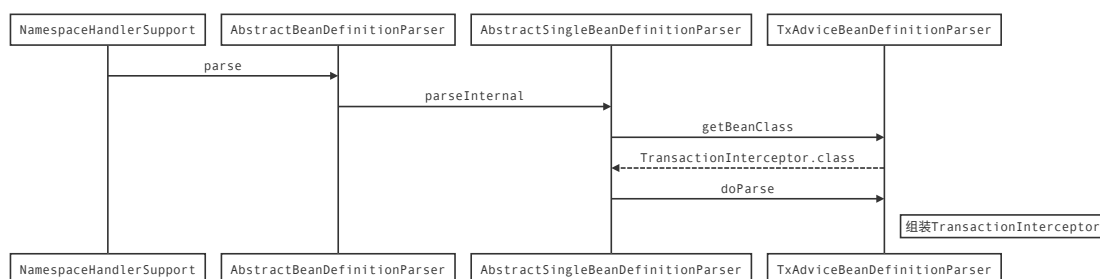 NamespaceHandlerSupport AbstractBeanDefinitionParser AbstractSingleBeanDefinitionParser TxAdviceBeanDefinitionParser
parse
parseInternal
getBeanClass
TransactionInterceptor.class
doParse
组装TransactionInterceptor
NamespaceHandlerSupport AbstractBeanDefinitionParser AbstractSingleBeanDefinitionParser TxAdviceBeanDefinitionParser